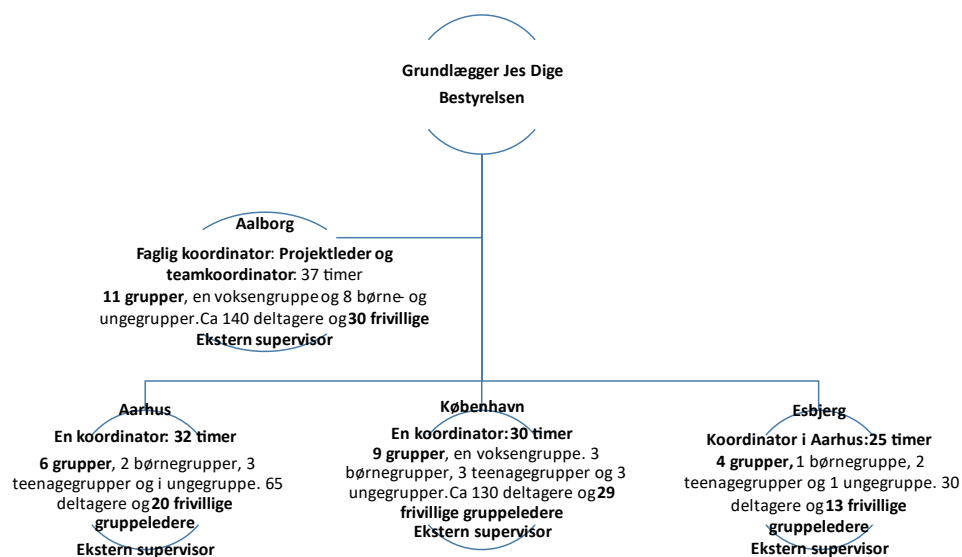 Grundlægger Jes Dige
Bestyrelsen
Aalborg
Faglig koordinator: Projektleder og
teamkoordinator: 37 timer
11 grupper, en voksengruppe og 8 børne- og
ungegrupper. Ca 140 deltagere og 30 frivillige
Ekstern supervisor
Aarhus
En koordinator: 32 timer
6 grupper, 2 børnegrupper, 3
teenagegrupper og i ungegruppe. 65
deltagere og 20 frivillige
gruppeledere
Ekstern supervisor
København
En koordinator: 30 timer
9 grupper, en voksengruppe. 3
børnegrupper, 3 teenagegrupper og 3
ungegrupper. Ca 130 deltagere og 29
frivillige gruppeledere
Ekstern supervisor
Esbjerg
Koordinator i Aarhus: 25 timer
4 grupper, 1 børnegruppe, 2
teenagegrupper og 1 ungegruppe. 30
deltagere og 13 frivillige
gruppeledere
Ekstern supervisor